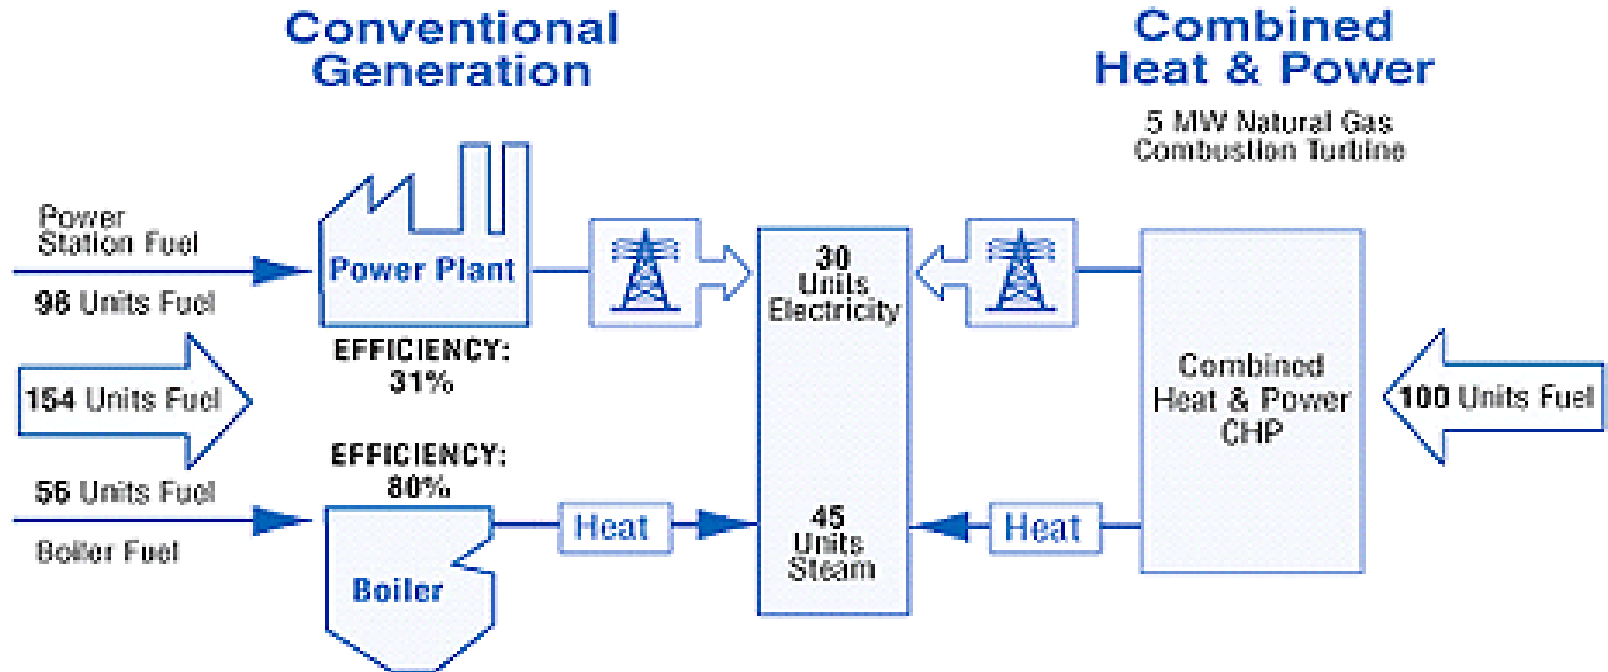 Conventional
Generation
Combined
Heat & Power
5 MW Natural Gas
Combustion Turbine
Power
Station Fuel
98 Units Fuel
Power Plant
EFFICIENCY:
31%
154 Units Fuel
EFFICIENCY:
80%
56 Units Fuel
Boiler Fuel
Boiler
Heat
30
Units
Electricity
45
Units
Steam
Heat
Combined
Heat & Power
CHP
100 Units Fuel